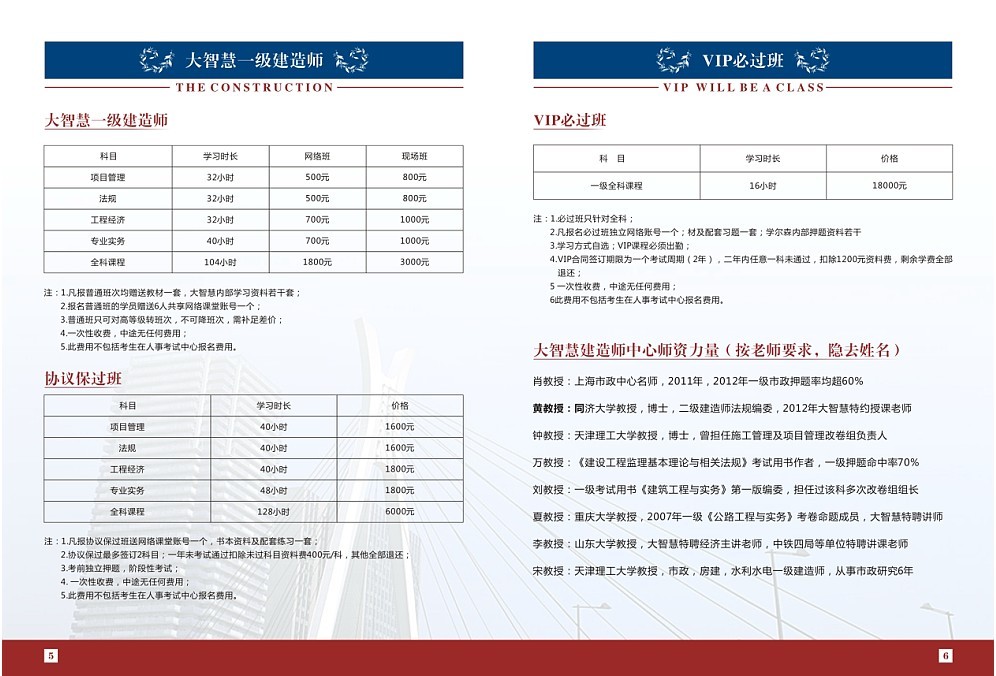 大智慧一级建造师
THE CONSTRUCTION
大智慧一级建造师
科目 学习时长 网络班 现场班
项目管理 32小时 500元 800元
法规 32小时 500元 800元
工程经济 32小时 700元 1000元
专业实务 40小时 700元 1000元
全科课程 104小时 1800元 3000元
注：1.凡报普通班次均赠送教材一套，大智慧内部学习资料若干套；
2.报名普通班的学员赠送6人共享网络课堂账号一个；
3.普通班只可对高等级转班次，不可降班次，需补足差价；
4.一次性收费，中途无任何费用；
5.此费用不包括考生在人事考试中心报名费用。
协议保过班
科目 学习时长 价格
项目管理 40小时 1600元
法规 40小时 1600元
工程经济 40小时 1800元
专业实务 48小时 1800元
全科课程 128小时 6000元
注：1.凡报协议保过班送网络课堂账号一个，书本资料及配套练习一套；
2.协议保过最多签订2科目；一年未考试通过扣除未过科目资料费400元/科，其他全部退还；
3.考前独立押题，阶段性考试；
4.一次性收费，中途无任何费用；
5.此费用不包括考生在人事考试中心报名费用。
5
VIP必过班
VIP WILL BE A CLASS
VIP必过班
科 目 学习时长 价格
一级全科课程 16小时 18000元
注：1.必过班只针对全科；
2.凡报名必过班独立网络账号一个；材及配套习题一套；学尔森内部押题资料若干
3.学习方式自选；VIP课程必须出勤；
4.VIP合同签订期限为一个考试周期（2年），二年内任意一科未通过，扣除1200元资料费，剩余学费全部
退还；
5 一次性收费，中途无任何费用；
6此费用不包括考生在人事考试中心报名费用。
大智慧建造师中心师资力量（按老师要求，隐去姓名）
肖教授：上海市政中心名师，2011年，2012年一级市政押题率均超60%
黄教授：同济大学教授，博士，二级建造师法规编委，2012年大智慧特约授课老师
钟教授：天津理工大学教授，博士，曾担任施工管理及项目管理改卷组负责人
万教授：《建设工程监理基本理论与相关法规》考试用书作者，一级押题命中率70%
刘教授：一级考试用书《建筑工程与实务》第一版编委，担任过该科多次改卷组组长
夏教授：重庆大学教授，2007年一级《公路工程与实务》考卷命题成员，大智慧特聘讲师
李教授：山东大学教授，大智慧特聘经济主讲老师，中铁四局等单位特聘讲课老师
宋教授：天津理工大学教授，市政，房建，水利水电一级建造师，从事市政研究6年
6